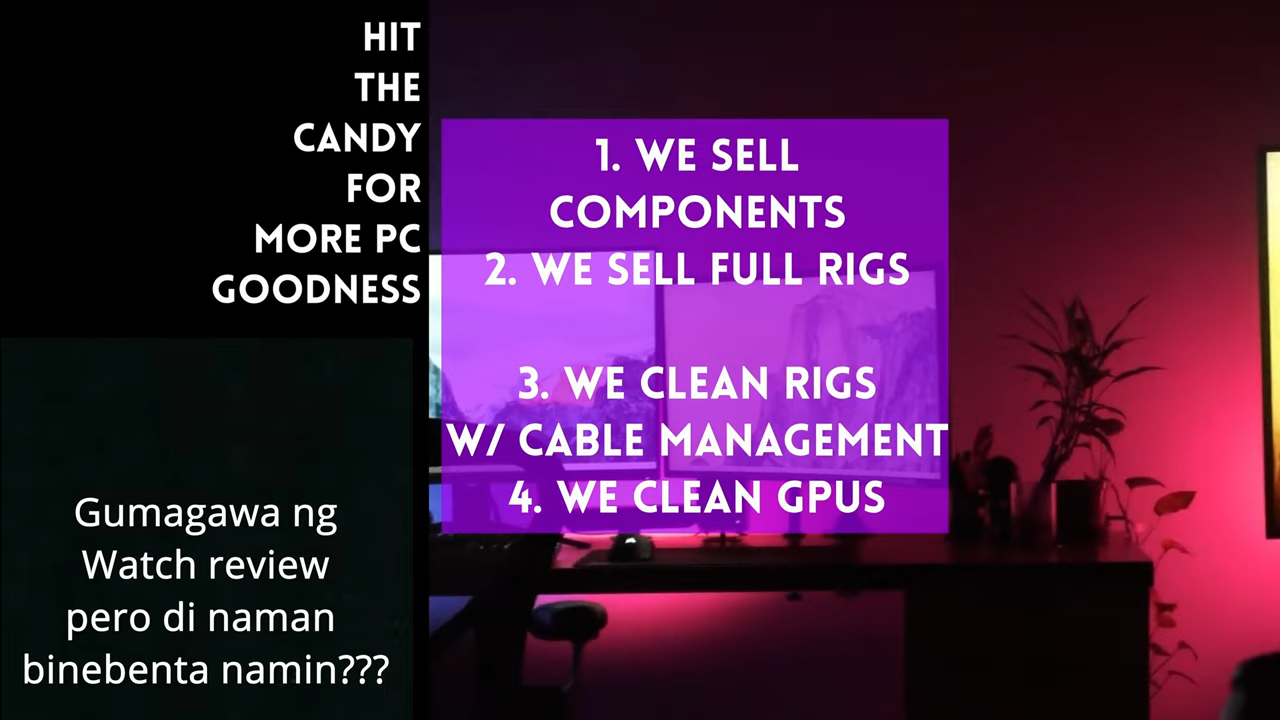 HIT
THE
CANDY
FOR
MORE PC
GOODNESS
1. WE SELL
COMPONENTS
2. WE SELL FULL RIGS
3. WE CLEAN RIGS
W/ CABLE MANAGEMENT
4. WE CLEAN GPUS
Gumagawa ng
Watch review
pero di naman
binebenta namin???